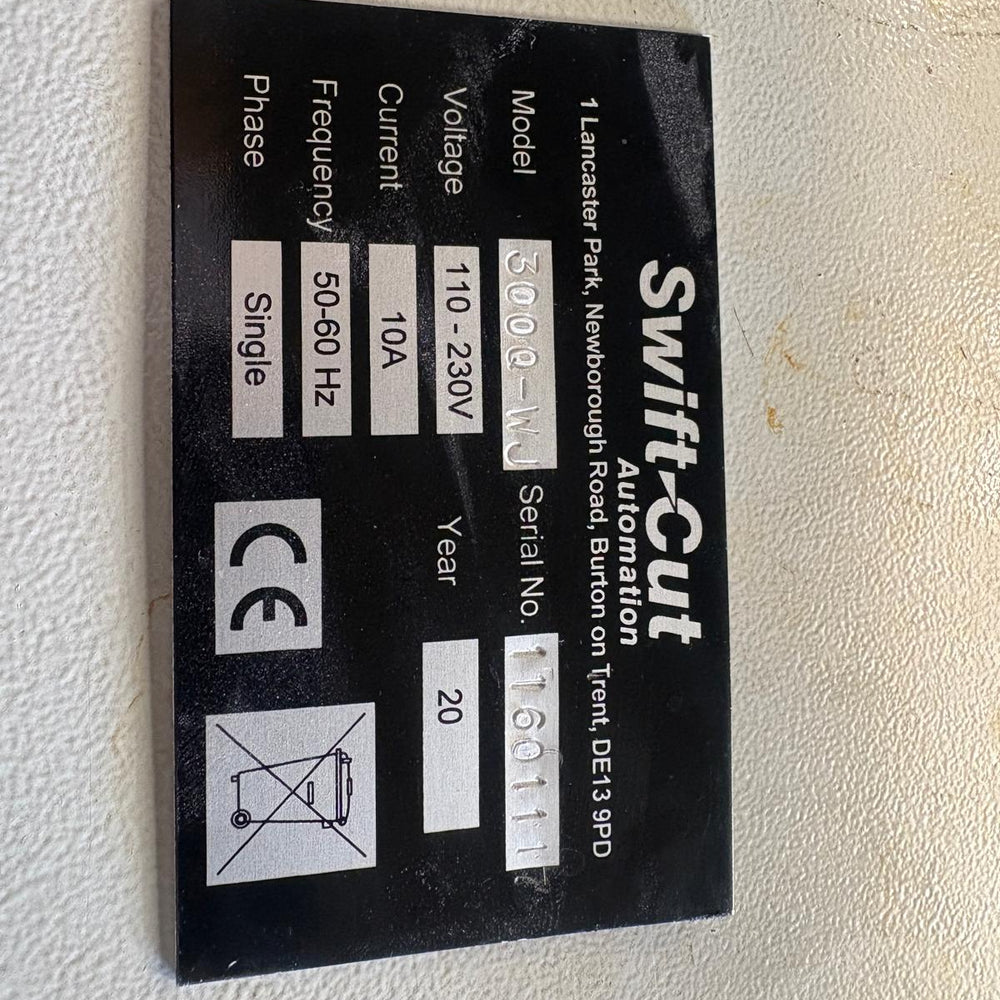 Swift-Cut
Automation
1 Lancaster Park, Newborough Road, Burton on Trent, DE13 9PD
Model 3000-WJ Serial No. 1160111
Voltage 110 - 230V Year 20
Current 10A
Frequency 50-60 Hz
Phase Single
CE